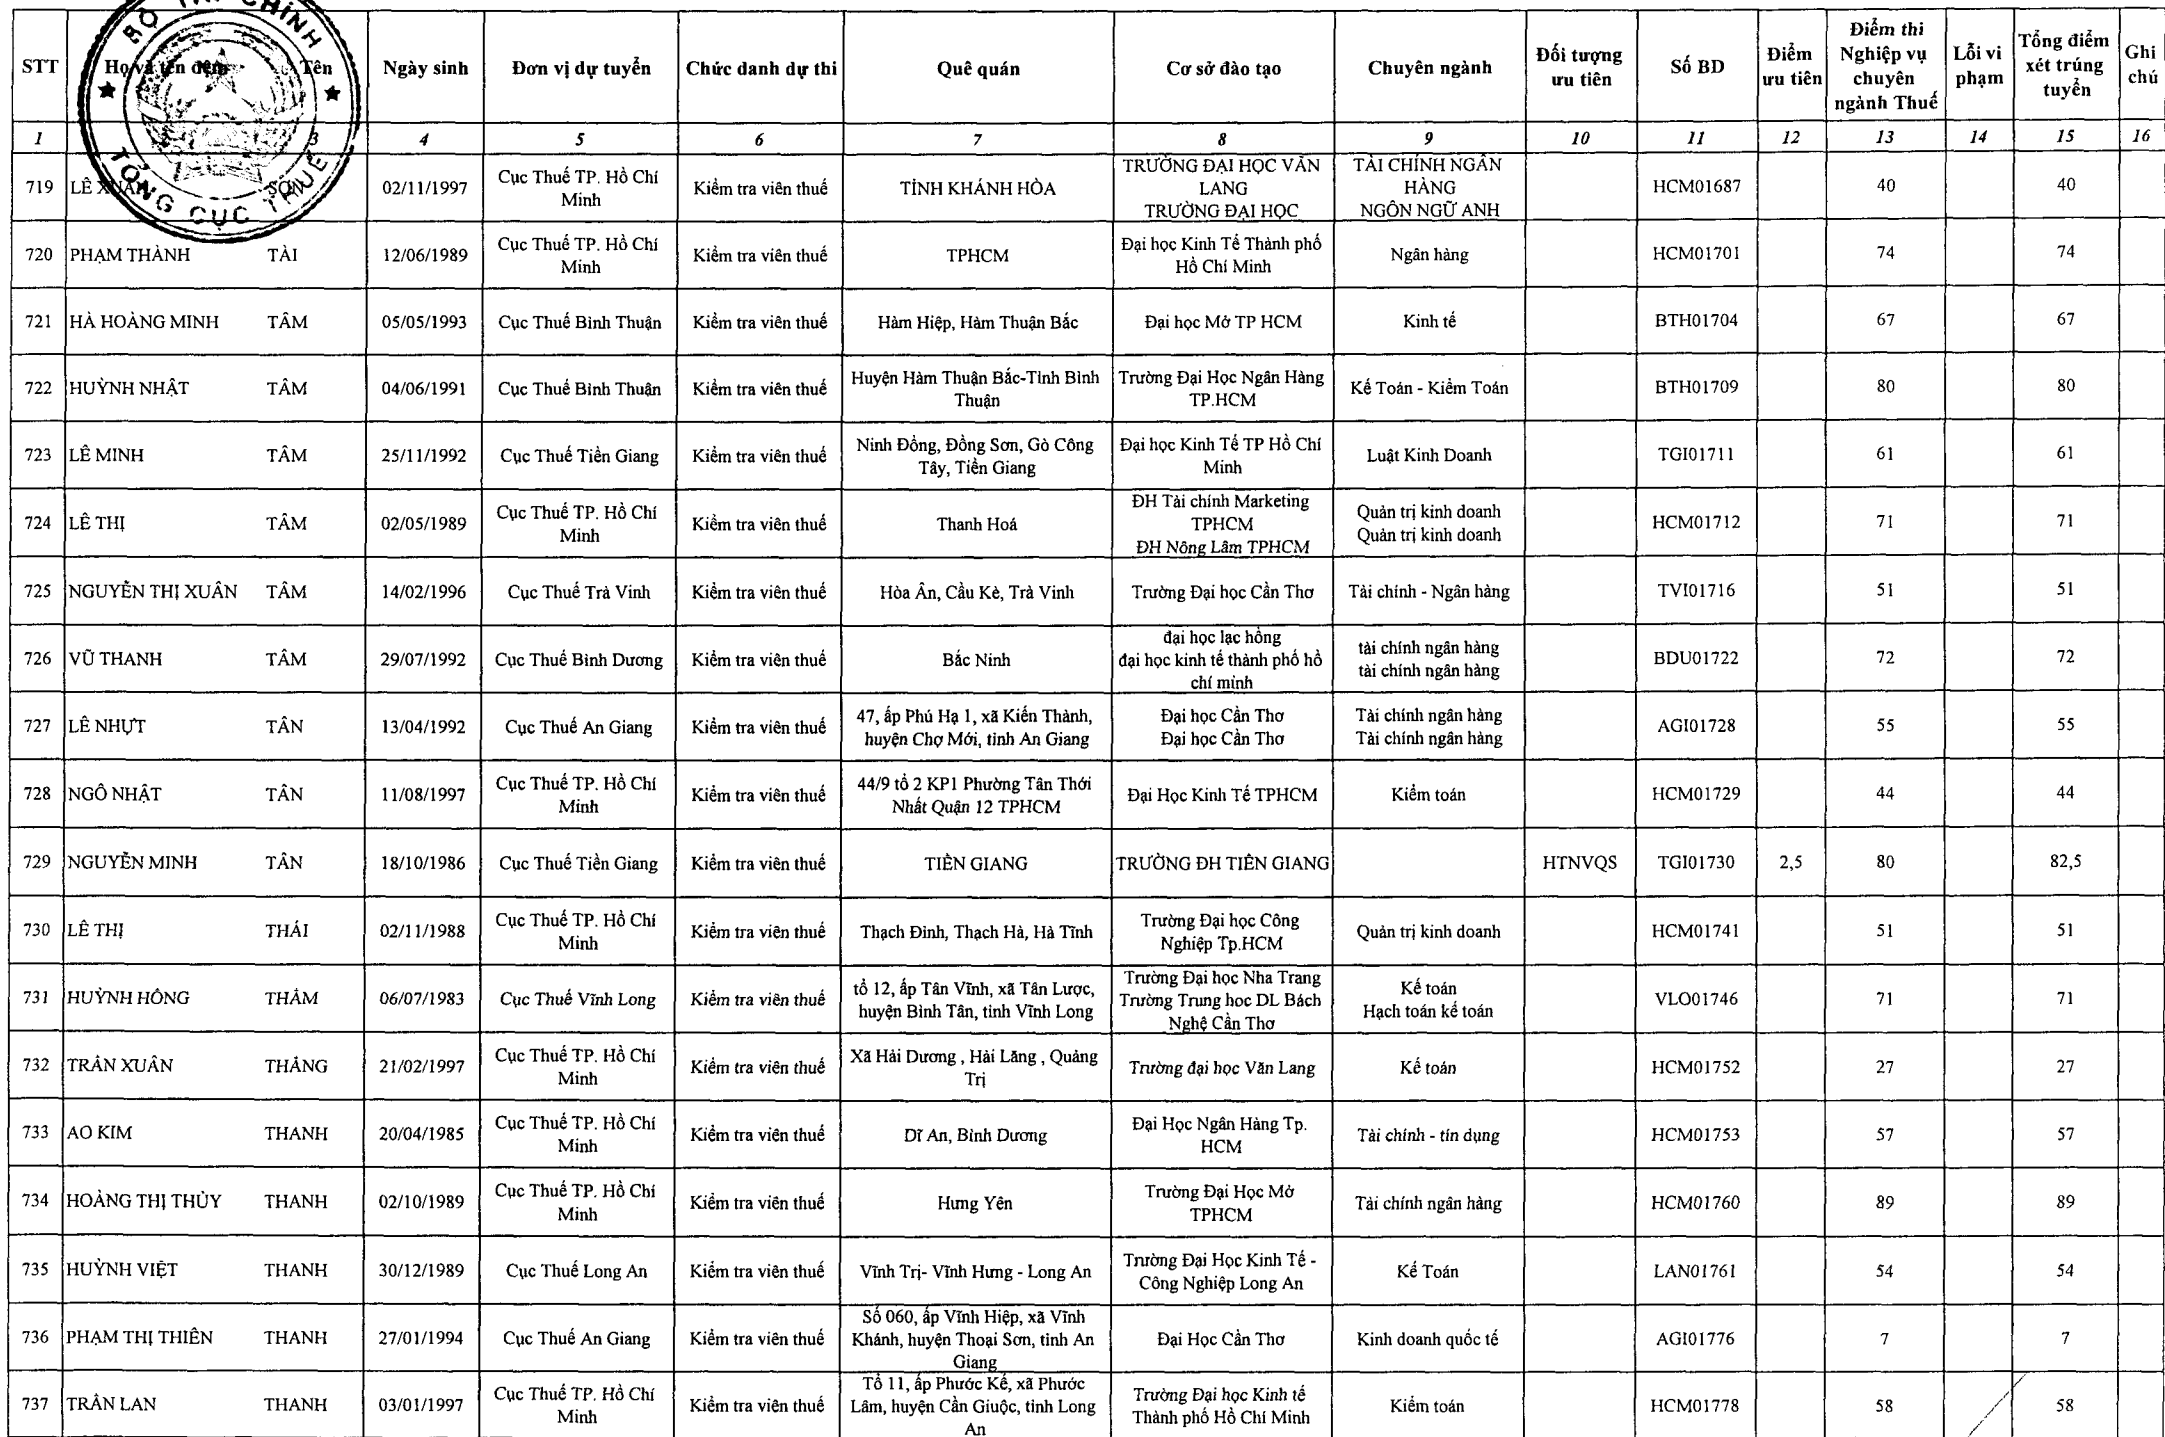 BỘ TÀI CHÍNH
TỔNG CỤC THUẾ
STT Họ và tên đệm Tên Ngày sinh Đơn vị dự tuyển Chức danh dự thi Quê quán Cơ sở đào tạo Chuyên ngành Đối tượng ưu tiên Số BD Điểm ưu tiên Điểm thi Nghiệp vụ chuyên ngành Thuế Lỗi vi phạm Tổng điểm xét trúng tuyển Ghi chú
1 3 4 5 6 7 8 9 10 11 12 13 14 15 16
719 LÊ XUÂN SƠN 02/11/1997 Cục Thuế TP. Hồ Chí Minh Kiểm tra viên thuế TỈNH KHÁNH HÒA TRƯỜNG ĐẠI HỌC VĂN LANG TRƯỜNG ĐẠI HỌC TÀI CHÍNH NGÂN HÀNG NGÔN NGỮ ANH HCM01687 40 40
720 PHẠM THÀNH TÀI 12/06/1989 Cục Thuế TP. Hồ Chí Minh Kiểm tra viên thuế TPHCM Đại học Kinh Tế Thành phố Hồ Chí Minh Ngân hàng HCM01701 74 74
721 HÀ HOÀNG MINH TÂM 05/05/1993 Cục Thuế Bình Thuận Kiểm tra viên thuế Hàm Hiệp, Hàm Thuận Bắc Đại học Mở TP HCM Kinh tế BTH01704 67 67
722 HUỲNH NHẬT TÂM 04/06/1991 Cục Thuế Bình Thuận Kiểm tra viên thuế Huyện Hàm Thuận Bắc-Tỉnh Bình Thuận Trường Đại Học Ngân Hàng TP.HCM Kế Toán - Kiểm Toán BTH01709 80 80
723 LÊ MINH TÂM 25/11/1992 Cục Thuế Tiền Giang Kiểm tra viên thuế Ninh Đồng, Đồng Sơn, Gò Công Tây, Tiền Giang Đại học Kinh Tế TP Hồ Chí Minh Luật Kinh Doanh TGI01711 61 61
724 LÊ THỊ TÂM 02/05/1989 Cục Thuế TP. Hồ Chí Minh Kiểm tra viên thuế Thanh Hoá ĐH Tài chính Marketing TPHCM ĐH Nông Lâm TPHCM Quản trị kinh doanh Quản trị kinh doanh HCM01712 71 71
725 NGUYỄN THỊ XUÂN TÂM 14/02/1996 Cục Thuế Trà Vinh Kiểm tra viên thuế Hòa Ân, Cầu Kè, Trà Vinh Trường Đại học Cần Thơ Tài chính - Ngân hàng TVI01716 51 51
726 VŨ THANH TÂM 29/07/1992 Cục Thuế Bình Dương Kiểm tra viên thuế Bắc Ninh đại học lạc hồng đại học kinh tế thành phố hồ chí minh tài chính ngân hàng tài chính ngân hàng BDU01722 72 72
727 LÊ NHỰT TÂN 13/04/1992 Cục Thuế An Giang Kiểm tra viên thuế 47, ấp Phú Hạ 1, xã Kiến Thành, huyện Chợ Mới, tỉnh An Giang Đại học Cần Thơ Đại học Cần Thơ Tài chính ngân hàng Tài chính ngân hàng AGI01728 55 55
728 NGÔ NHẬT TÂN 11/08/1997 Cục Thuế TP. Hồ Chí Minh Kiểm tra viên thuế 44/9 tổ 2 KP1 Phường Tân Thới Nhất Quận 12 TPHCM Đại Học Kinh Tế TPHCM Kiểm toán HCM01729 44 44
729 NGUYỄN MINH TÂN 18/10/1986 Cục Thuế Tiền Giang Kiểm tra viên thuế TIỀN GIANG TRƯỜNG ĐH TIỀN GIANG HTNVQS TGI01730 2,5 80 82,5
730 LÊ THỊ THÁI 02/11/1988 Cục Thuế TP. Hồ Chí Minh Kiểm tra viên thuế Thạch Đình, Thạch Hà, Hà Tĩnh Trường Đại học Công Nghiệp Tp.HCM Quản trị kinh doanh HCM01741 51 51
731 HUỲNH HỒNG THẮM 06/07/1983 Cục Thuế Vĩnh Long Kiểm tra viên thuế tổ 12, ấp Tân Vĩnh, xã Tân Lược, huyện Bình Tân, tỉnh Vĩnh Long Trường Đại học Nha Trang Trường Trung hoc DL Bách Nghệ Cần Thơ Kế toán Hạch toán kế toán VLO01746 71 71
732 TRẦN XUÂN THẮNG 21/02/1997 Cục Thuế TP. Hồ Chí Minh Kiểm tra viên thuế Xã Hải Dương , Hải Lăng , Quảng Trị Trường đại học Văn Lang Kế toán HCM01752 27 27
733 AO KIM THANH 20/04/1985 Cục Thuế TP. Hồ Chí Minh Kiểm tra viên thuế Dĩ An, Bình Dương Đại Học Ngân Hàng Tp. HCM Tài chính - tín dụng HCM01753 57 57
734 HOÀNG THỊ THỦY THANH 02/10/1989 Cục Thuế TP. Hồ Chí Minh Kiểm tra viên thuế Hưng Yên Trường Đại Học Mở TPHCM Tài chính ngân hàng HCM01760 89 89
735 HUỲNH VIỆT THANH 30/12/1989 Cục Thuế Long An Kiểm tra viên thuế Vĩnh Trị- Vĩnh Hưng - Long An Trường Đại Học Kinh Tế - Công Nghiệp Long An Kế Toán LAN01761 54 54
736 PHẠM THỊ THIÊN THANH 27/01/1994 Cục Thuế An Giang Kiểm tra viên thuế Số 060, ấp Vĩnh Hiệp, xã Vĩnh Khánh, huyện Thoại Sơn, tỉnh An Giang Đại Học Cần Thơ Kinh doanh quốc tế AGI01776 7 7
737 TRẦN LAN THANH 03/01/1997 Cục Thuế TP. Hồ Chí Minh Kiểm tra viên thuế Tổ 11, ấp Phước Kế, xã Phước Lâm, huyện Cần Giuộc, tỉnh Long An Trường Đại học Kinh tế Thành phố Hồ Chí Minh Kiểm toán HCM01778 58 58